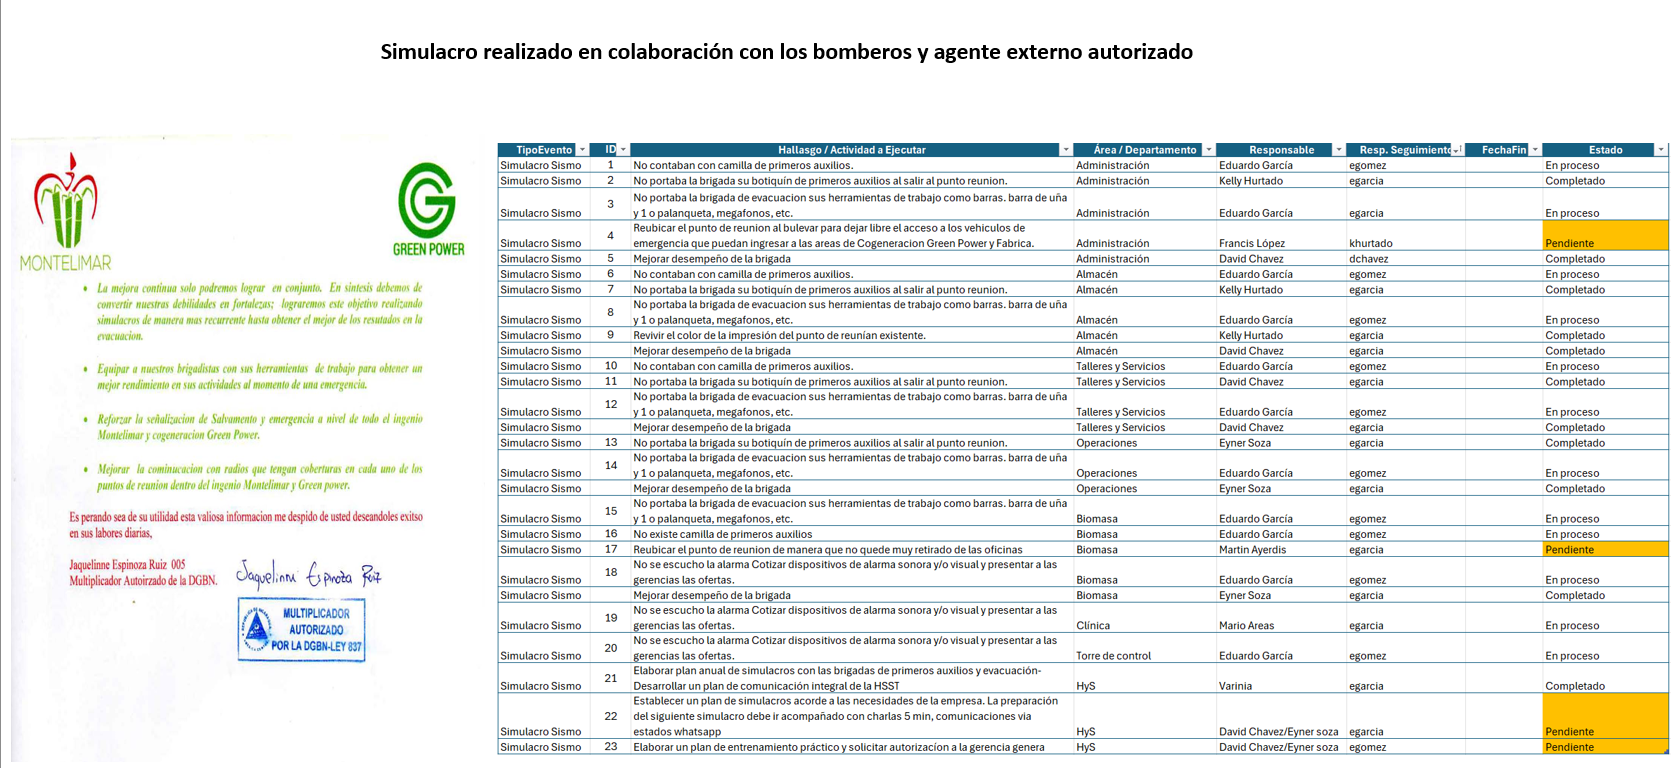 Simulacro realizado en colaboración con los bomberos y agente externo autorizado
MONTELIMAR
GREEN POWER
• La mejora continua solo podremos lograr en conjunto. En sintesis debemos de
convertir nuestras debilidades en fortalezas; lograremos este objetivo realizando
simulacros de manera mas recurrente hasta obtener el mejor de los resutados en la
evacuacion.
• Equipar a nuestros brigadistas con sus herramientas de trabajo para obtener un
mejor rendimiento en sus actividades al momento de una emergencia.
• Reforzar la señalizacion de Salvamento y emergencia a nivel de todo el ingenio
Montelimar y cogeneracion Green Power.
• Mejorar la cominucacion con radios que tengan coberturas en cada uno de los
puntos de reunion dentro del ingenio Montelimar y Green power.
Es perando sea de su utilidad esta valiosa informacion me despido de usted deseandoles exitso
en sus labores diarias,
Jaquelinne Espinoza Ruiz 005
Multiplicador Autoirzado de la DGBN.
Jaquelinne Espinoza Ruiz
MULTIPLICADOR
AUTORIZADO
POR LA DGBN-LEY 837
TipoEvento ID Hallasgo / Actividad a Ejecutar Área / Departamento Responsable Resp. Seguimiento FechaFin Estado
Simulacro Sismo 1 No contaban con camilla de primeros auxilios. Administración Eduardo García egomez En proceso
Simulacro Sismo 2 No portaba la brigada su botiquín de primeros auxilios al salir al punto reunion. Administración Kelly Hurtado egarcia Completado
Simulacro Sismo 3 No portaba la brigada de evacuacion sus herramientas de trabajo como barras. barra de uña
y 1 o palanqueta, megafonos, etc. Administración Eduardo García egarcia En proceso
Simulacro Sismo 4 Reubicar el punto de reunion al bulevar para dejar libre el acceso a los vehiculos de
emergencia que puedan ingresar a las areas de Cogeneracion Green Power y Fabrica. Administración Francis López khurtado Pendiente
Simulacro Sismo 5 Mejorar desempeño de la brigada Administración David Chavez dchavez Completado
Simulacro Sismo 6 No contaban con camilla de primeros auxilios. Almacén Eduardo García egomez En proceso
Simulacro Sismo 7 No portaba la brigada su botiquín de primeros auxilios al salir al punto reunion. Almacén Kelly Hurtado egarcia Completado
Simulacro Sismo 8 No portaba la brigada de evacuacion sus herramientas de trabajo como barras. barra de uña
y 1 o palanqueta, megafonos, etc. Almacén Eduardo García egomez En proceso
Simulacro Sismo 9 Revivir el color de la impresión del punto de reunían existente. Almacén Kelly Hurtado egarcia Completado
Simulacro Sismo Mejorar desempeño de la brigada Almacén David Chavez egarcia Completado
Simulacro Sismo 10 No contaban con camilla de primeros auxilios. Talleres y Servicios Eduardo García egomez En proceso
Simulacro Sismo 11 No portaba la brigada su botiquín de primeros auxilios al salir al punto reunion. Talleres y Servicios David Chavez egarcia Completado
Simulacro Sismo 12 No portaba la brigada de evacuacion sus herramientas de trabajo como barras. barra de uña
y 1 o palanqueta, megafonos, etc. Talleres y Servicios Eduardo García egomez En proceso
Simulacro Sismo Mejorar desempeño de la brigada Talleres y Servicios David Chavez egarcia Completado
Simulacro Sismo 13 No portaba la brigada su botiquín de primeros auxilios al salir al punto reunion. Operaciones Eyner Soza egarcia Completado
Simulacro Sismo 14 No portaba la brigada de evacuacion sus herramientas de trabajo como barras. barra de uña
y 1 o palanqueta, megafonos, etc. Operaciones Eduardo García egomez En proceso
Simulacro Sismo Mejorar desempeño de la brigada Operaciones Eyner Soza egarcia Completado
Simulacro Sismo 15 No portaba la brigada de evacuacion sus herramientas de trabajo como barras. barra de uña
y 1 o palanqueta, megafonos, etc. Biomasa Eduardo García egomez En proceso
Simulacro Sismo 16 No existe camilla de primeros auxilios Biomasa Eduardo García egomez En proceso
Simulacro Sismo 17 Reubicar el punto de reunion de manera que no quede muy retirado de las oficinas Biomasa Martin Ayerdis egarcia Pendiente
Simulacro Sismo 18 No se escucho la alarma Cotizar dispositivos de alarma sonora y/o visual y presentar a las
gerencias las ofertas. Biomasa Eduardo García egomez En proceso
Simulacro Sismo Mejorar desempeño de la brigada Biomasa Eyner Soza egarcia Completado
Simulacro Sismo 19 No se escucho la alarma Cotizar dispositivos de alarma sonora y/o visual y presentar a las
gerencias las ofertas. Clínica Mario Areas egarcia En proceso
Simulacro Sismo 20 No se escucho la alarma Cotizar dispositivos de alarma sonora y/o visual y presentar a las
gerencias las ofertas. Torre de control Eduardo García egomez En proceso
Simulacro Sismo 21 Elaborar plan anual de simulacros con las brigadas de primeros auxilios y evacuación-
Desarrollar un plan de comunicación integral de la HSST HyS Varinia egarcia Completado
Simulacro Sismo 22 Establecer un plan de simulacros acorde a las necesidades de la empresa. La preparación
del siguiente simulacro debe ir acompañado con charlas 5 min, comunicaciones via
estados whatsapp HyS David Chavez/Eyner soza egarcia Pendiente
Simulacro Sismo 23 Elaborar un plan de entrenamiento práctico y solicitar autorizacíon a la gerencia genera HyS David Chavez/Eyner soza egomez Pendiente